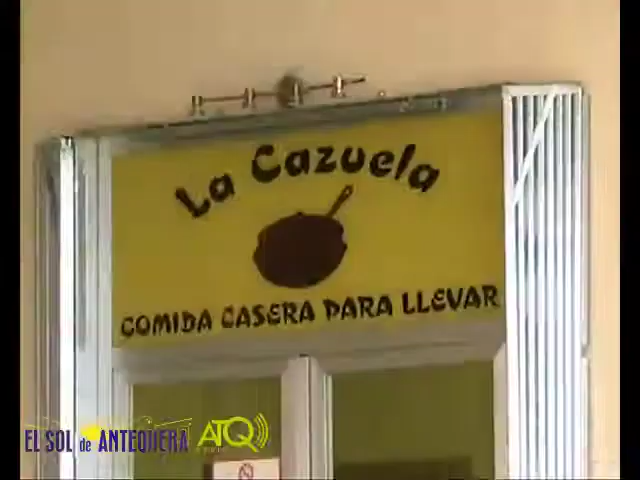 La Cazuela
COMIDA CASERA PARA LLEVAR
EL SOL de ANTEQUERA
ATQ